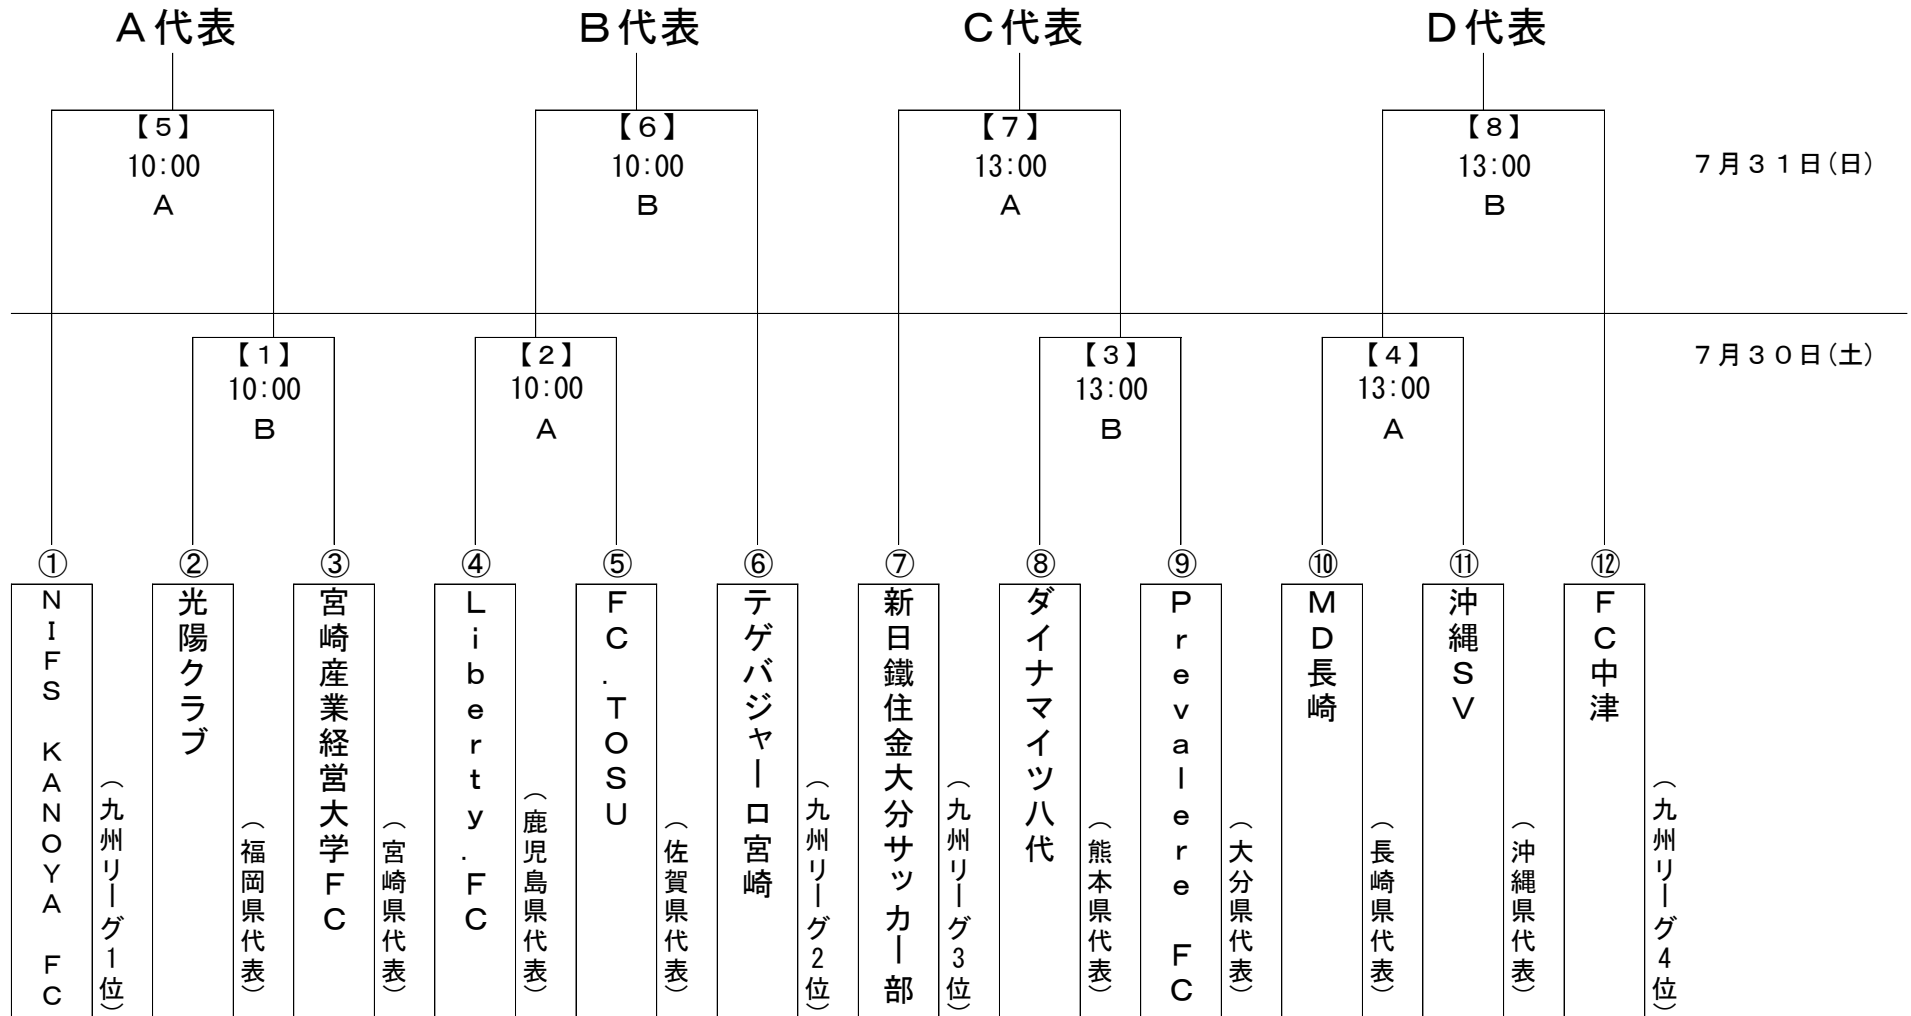 Ａ代表
Ｂ代表
Ｃ代表
Ｄ代表
【５】
10:00
Ａ
【６】
10:00
Ｂ
【７】
13:00
Ａ
【８】
13:00
Ｂ
７月３１日(日)
【１】
10:00
Ｂ
【２】
10:00
Ａ
【３】
13:00
Ｂ
【４】
13:00
Ａ
７月３０日(土)
①
ＮＩＦＳ　ＫＡＮＯＹＡ　ＦＣ
（九州リーグ1位）
②
光陽クラブ
（福岡県代表）
③
宮崎産業経営大学ＦＣ
（宮崎県代表）
④
Ｌｉｂｅｒｔｙ．ＦＣ
（鹿児島県代表）
⑤
ＦＣ．ＴＯＳＵ
（佐賀県代表）
⑥
テゲバジャーロ宮崎
（九州リーグ2位）
⑦
新日鐵住金大分サッカー部
（九州リーグ3位）
⑧
ダイナマイツ八代
（熊本県代表）
⑨
Ｐｒｅｖａｌｅｒｅ　ＦＣ
（大分県代表）
⑩
ＭＤ長崎
（長崎県代表）
⑪
沖縄ＳＶ
（沖縄県代表）
⑫
ＦＣ中津
（九州リーグ4位）